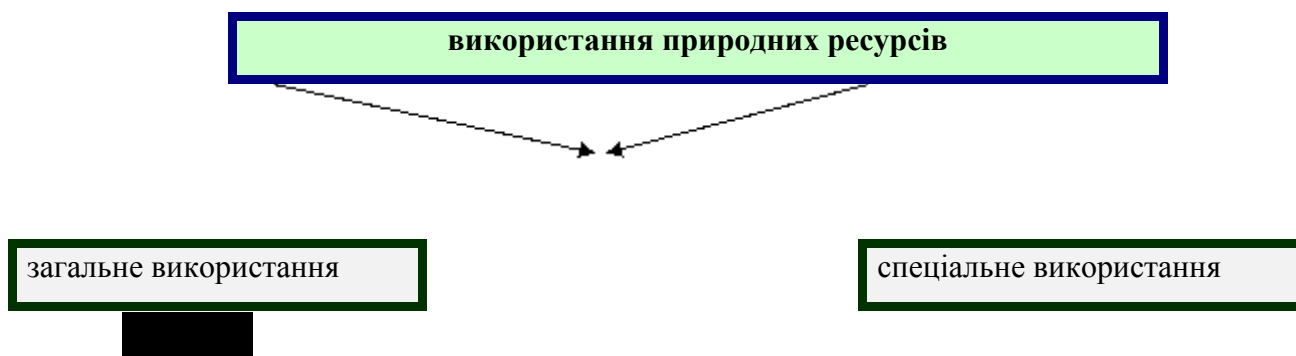 використання природних ресурсів
загальне використання
спеціальне використання